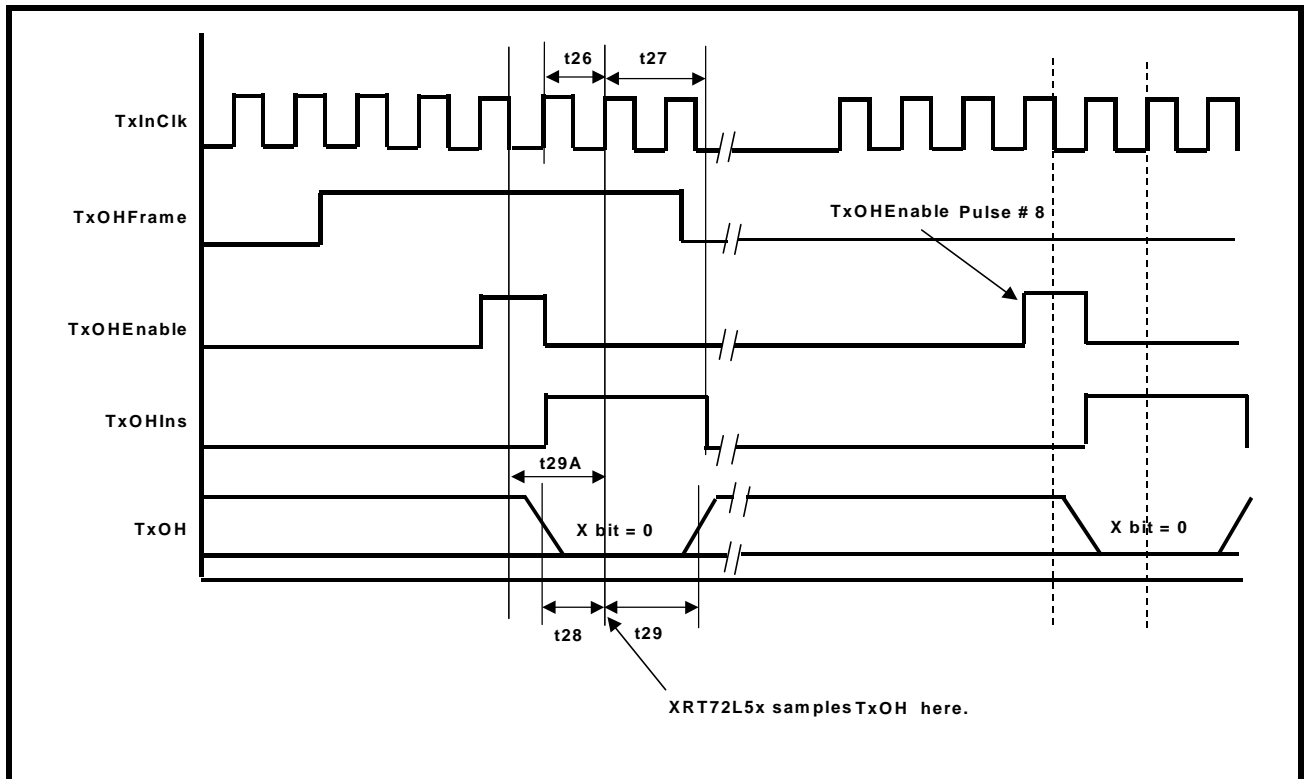 t26
t27
TxInClk
TxOHFrame
TxOHEnable Pulse # 8
TxOHEnable
TxOHIns
t29A
TxOH
X bit = 0
X bit = 0
t28
t29
XRT72L5x samples TxOH here.